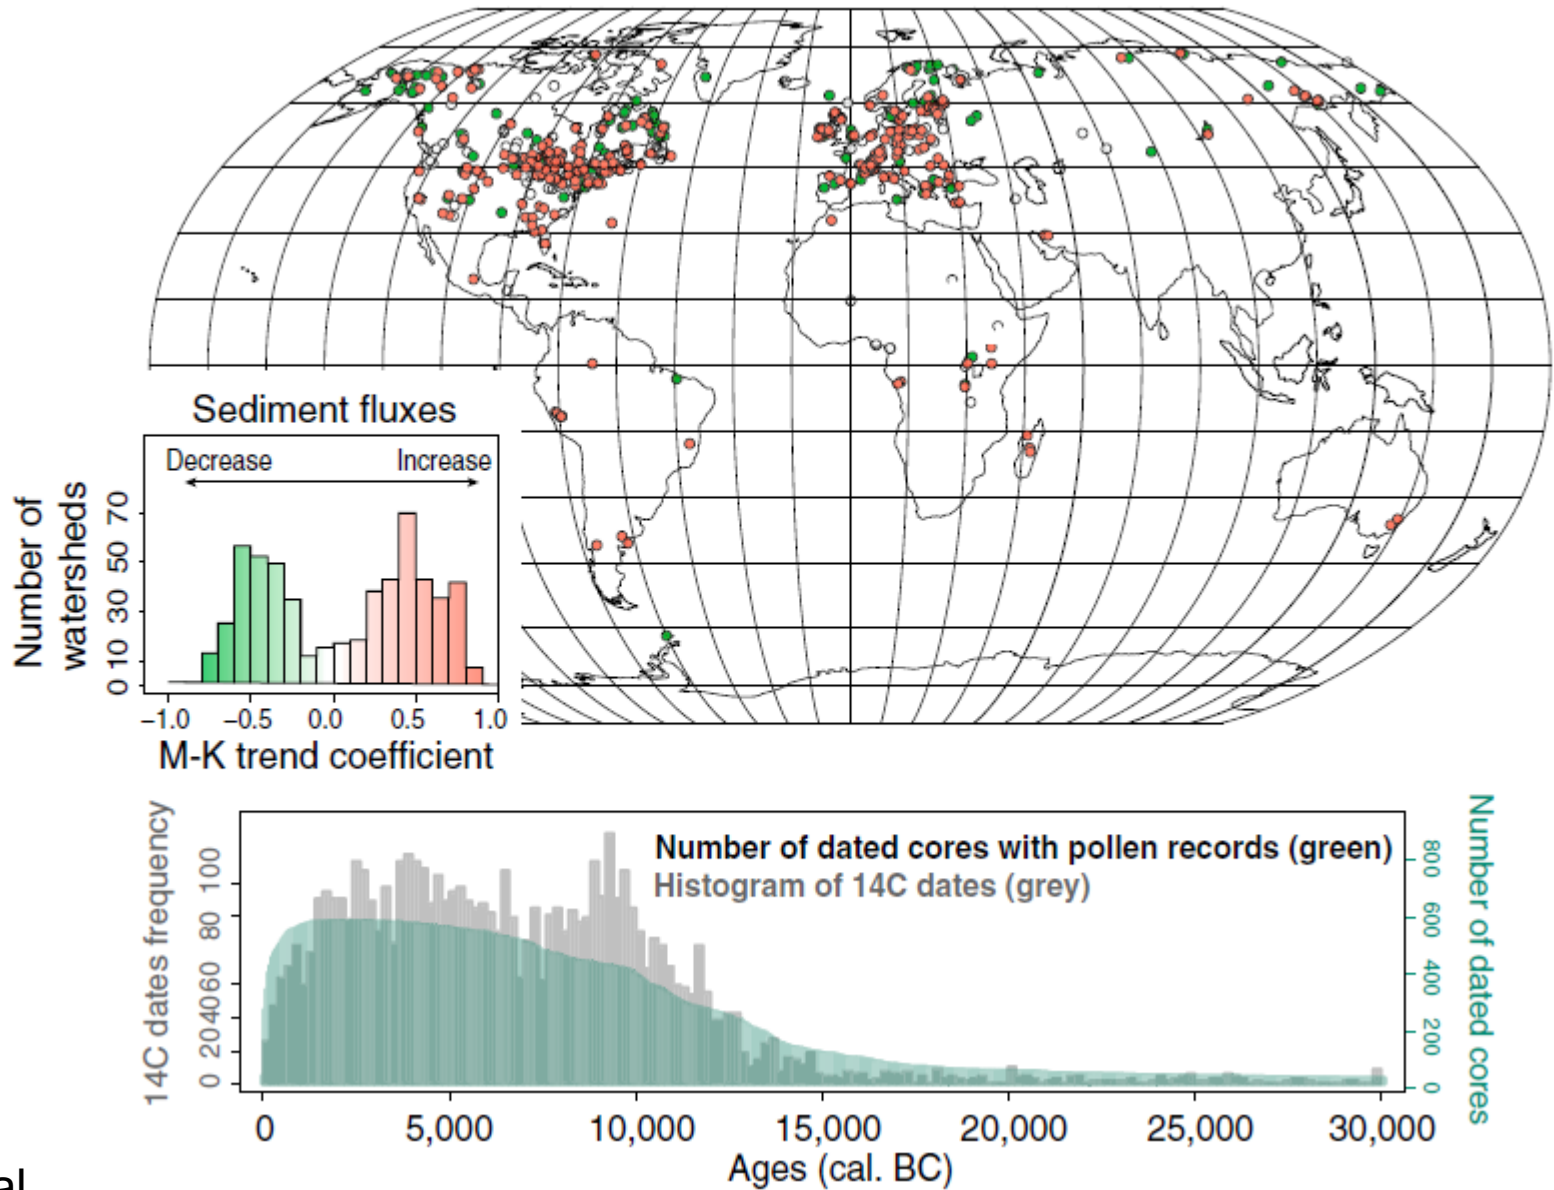 Sediment fluxes
Decrease Increase
Number of
watersheds
0 10 30 50 70
−1.0 −0.5 0.0 0.5 1.0
M-K trend coefficient
Number of dated cores with pollen records (green)
Histogram of 14C dates (grey)
14C dates frequency
0 20 40 60 80 100
Number of dated cores
0 200 400 600 800
0 5,000 10,000 15,000 20,000 25,000 30,000
Ages (cal. BC)
al